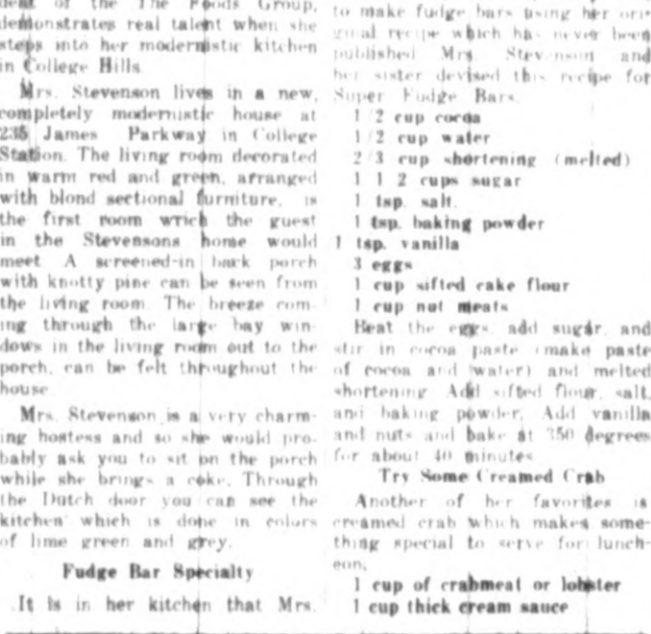 dent of the The Foods Group,
demonstrates real talent when she
steps into her modernistic kitchen
in College Hills.
Mrs. Stevenson lives in a new,
completely modernistic house at
235 James Parkway in College
Station. The living room decorated
in warm red and green, arranged
with blond sectional furniture, is
the first room wrich the guest
in the Stevensons home would
meet. A screened-in back porch
with knotty pine can be seen from
the living room. The breeze com-
ing through the large bay win-
dows in the living room out to the
porch, can be felt throughout the
house.
Mrs. Stevenson is a very charm-
ing hostess and so she would pro-
bably ask you to sit on the porch
while she brings a coke. Through
the Dutch door you can see the
kitchen which is done in colors
of lime green and grey.
Fudge Bar Specialty
It Is in her kitchen that Mrs.
to make fudge bars using her ori-
ginal recipe which has never been
published. Mrs. Stevenson and
her sister devised this recipe for
Super Fudge Bars.
1/2 cup cocoa
1/2 cup water
2/3 cup shortening (melted)
1 1/2 cups sugar
1 tsp. salt.
1 tsp. baking powder
1 tsp. vanilla
3 eggs
1 cup sifted cake flour
1 cup nut meats
Beat the eggs, add sugar, and
stir in cocoa paste (make paste
of cocoa and water) and melted
shortening. Add sifted flour, salt,
and baking powder. Add vanilla
and nuts and bake at 350 degrees
for about 40 minutes.
Try Some Creamed Crab
Another of her favorites is
creamed crab which makes some-
thing special to serve for lunch-
eon.
1 cup of crabmeat or lobster
1 cup thick cream sauce